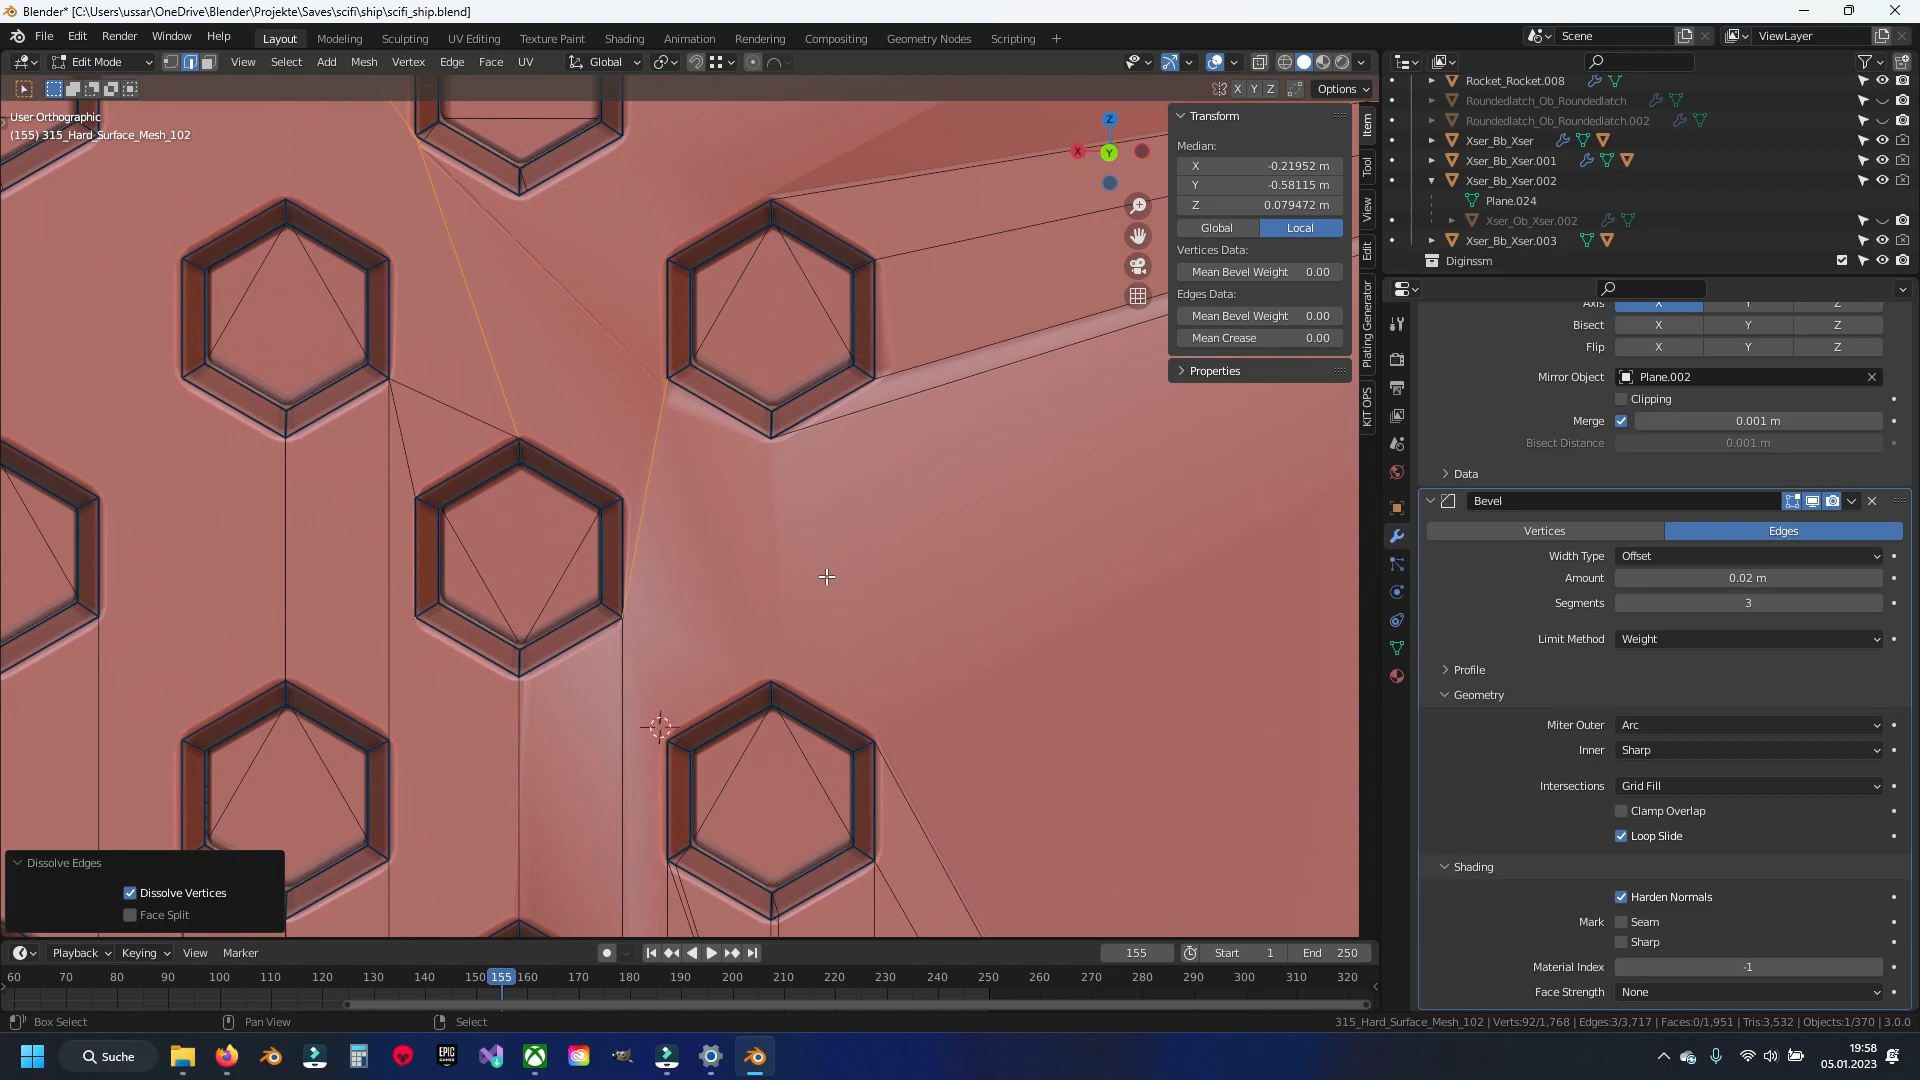 Blender* [C:\Users\ussar\OneDrive\Blender\Projekte\Saves\scifi\ship\scifi_ship.blend]
File Edit Render Window Help Layout Modeling Sculpting UV Editing Texture Paint Shading Animation Rendering Compositing Geometry Nodes Scripting + Scene ViewLayer
Edit Mode View Select Add Mesh Vertex Edge Face UV Global
X Y Z Options
User Orthographic
(155) 315_Hard_Surface_Mesh_102
Z
X
Y
Transform
Median:
X -0.21952 m
Y -0.58115 m
Z 0.079472 m
Global Local
Vertices Data:
Mean Bevel Weight 0.00
Edges Data:
Mean Bevel Weight 0.00
Mean Crease 0.00
Properties
Item
Tool
View
Edit
Plating Generator
KIT OPS
Rocket_Rocket.008
Roundedlatch_Ob_Roundedlatch
Roundedlatch_Ob_Roundedlatch.002
Xser_Bb_Xser
Xser_Bb_Xser.001
Xser_Bb_Xser.002
Plane.024
Xser_Ob_Xser.002
Xser_Bb_Xser.003
Diginssm
Axis X Y Z
Bisect X Y Z
Flip X Y Z
Mirror Object Plane.002
Clipping
Merge 0.001 m
Bisect Distance 0.001 m
Data
Bevel
Vertices Edges
Width Type Offset
Amount 0.02 m
Segments 3
Limit Method Weight
Profile
Geometry
Miter Outer Arc
Inner Sharp
Intersections Grid Fill
Clamp Overlap
Loop Slide
Shading
Harden Normals
Mark Seam
Sharp
Material Index -1
Face Strength None
Dissolve Edges
Dissolve Vertices
Face Split
Playback Keying View Marker 155 Start 1 End 250
60 70 80 90 100 110 120 130 140 150 155 160 170 180 190 200 210 220 230 240 250 260 270 280 290 300 310 320
Box Select Pan View Select 315_Hard_Surface_Mesh_102 | Verts:92/1,768 | Edges:3/3,717 | Faces:0/1,951 | Tris:3,532 | Objects:1/370 | 3.0.0
Suche EPIC GAMES 19:58
05.01.2023